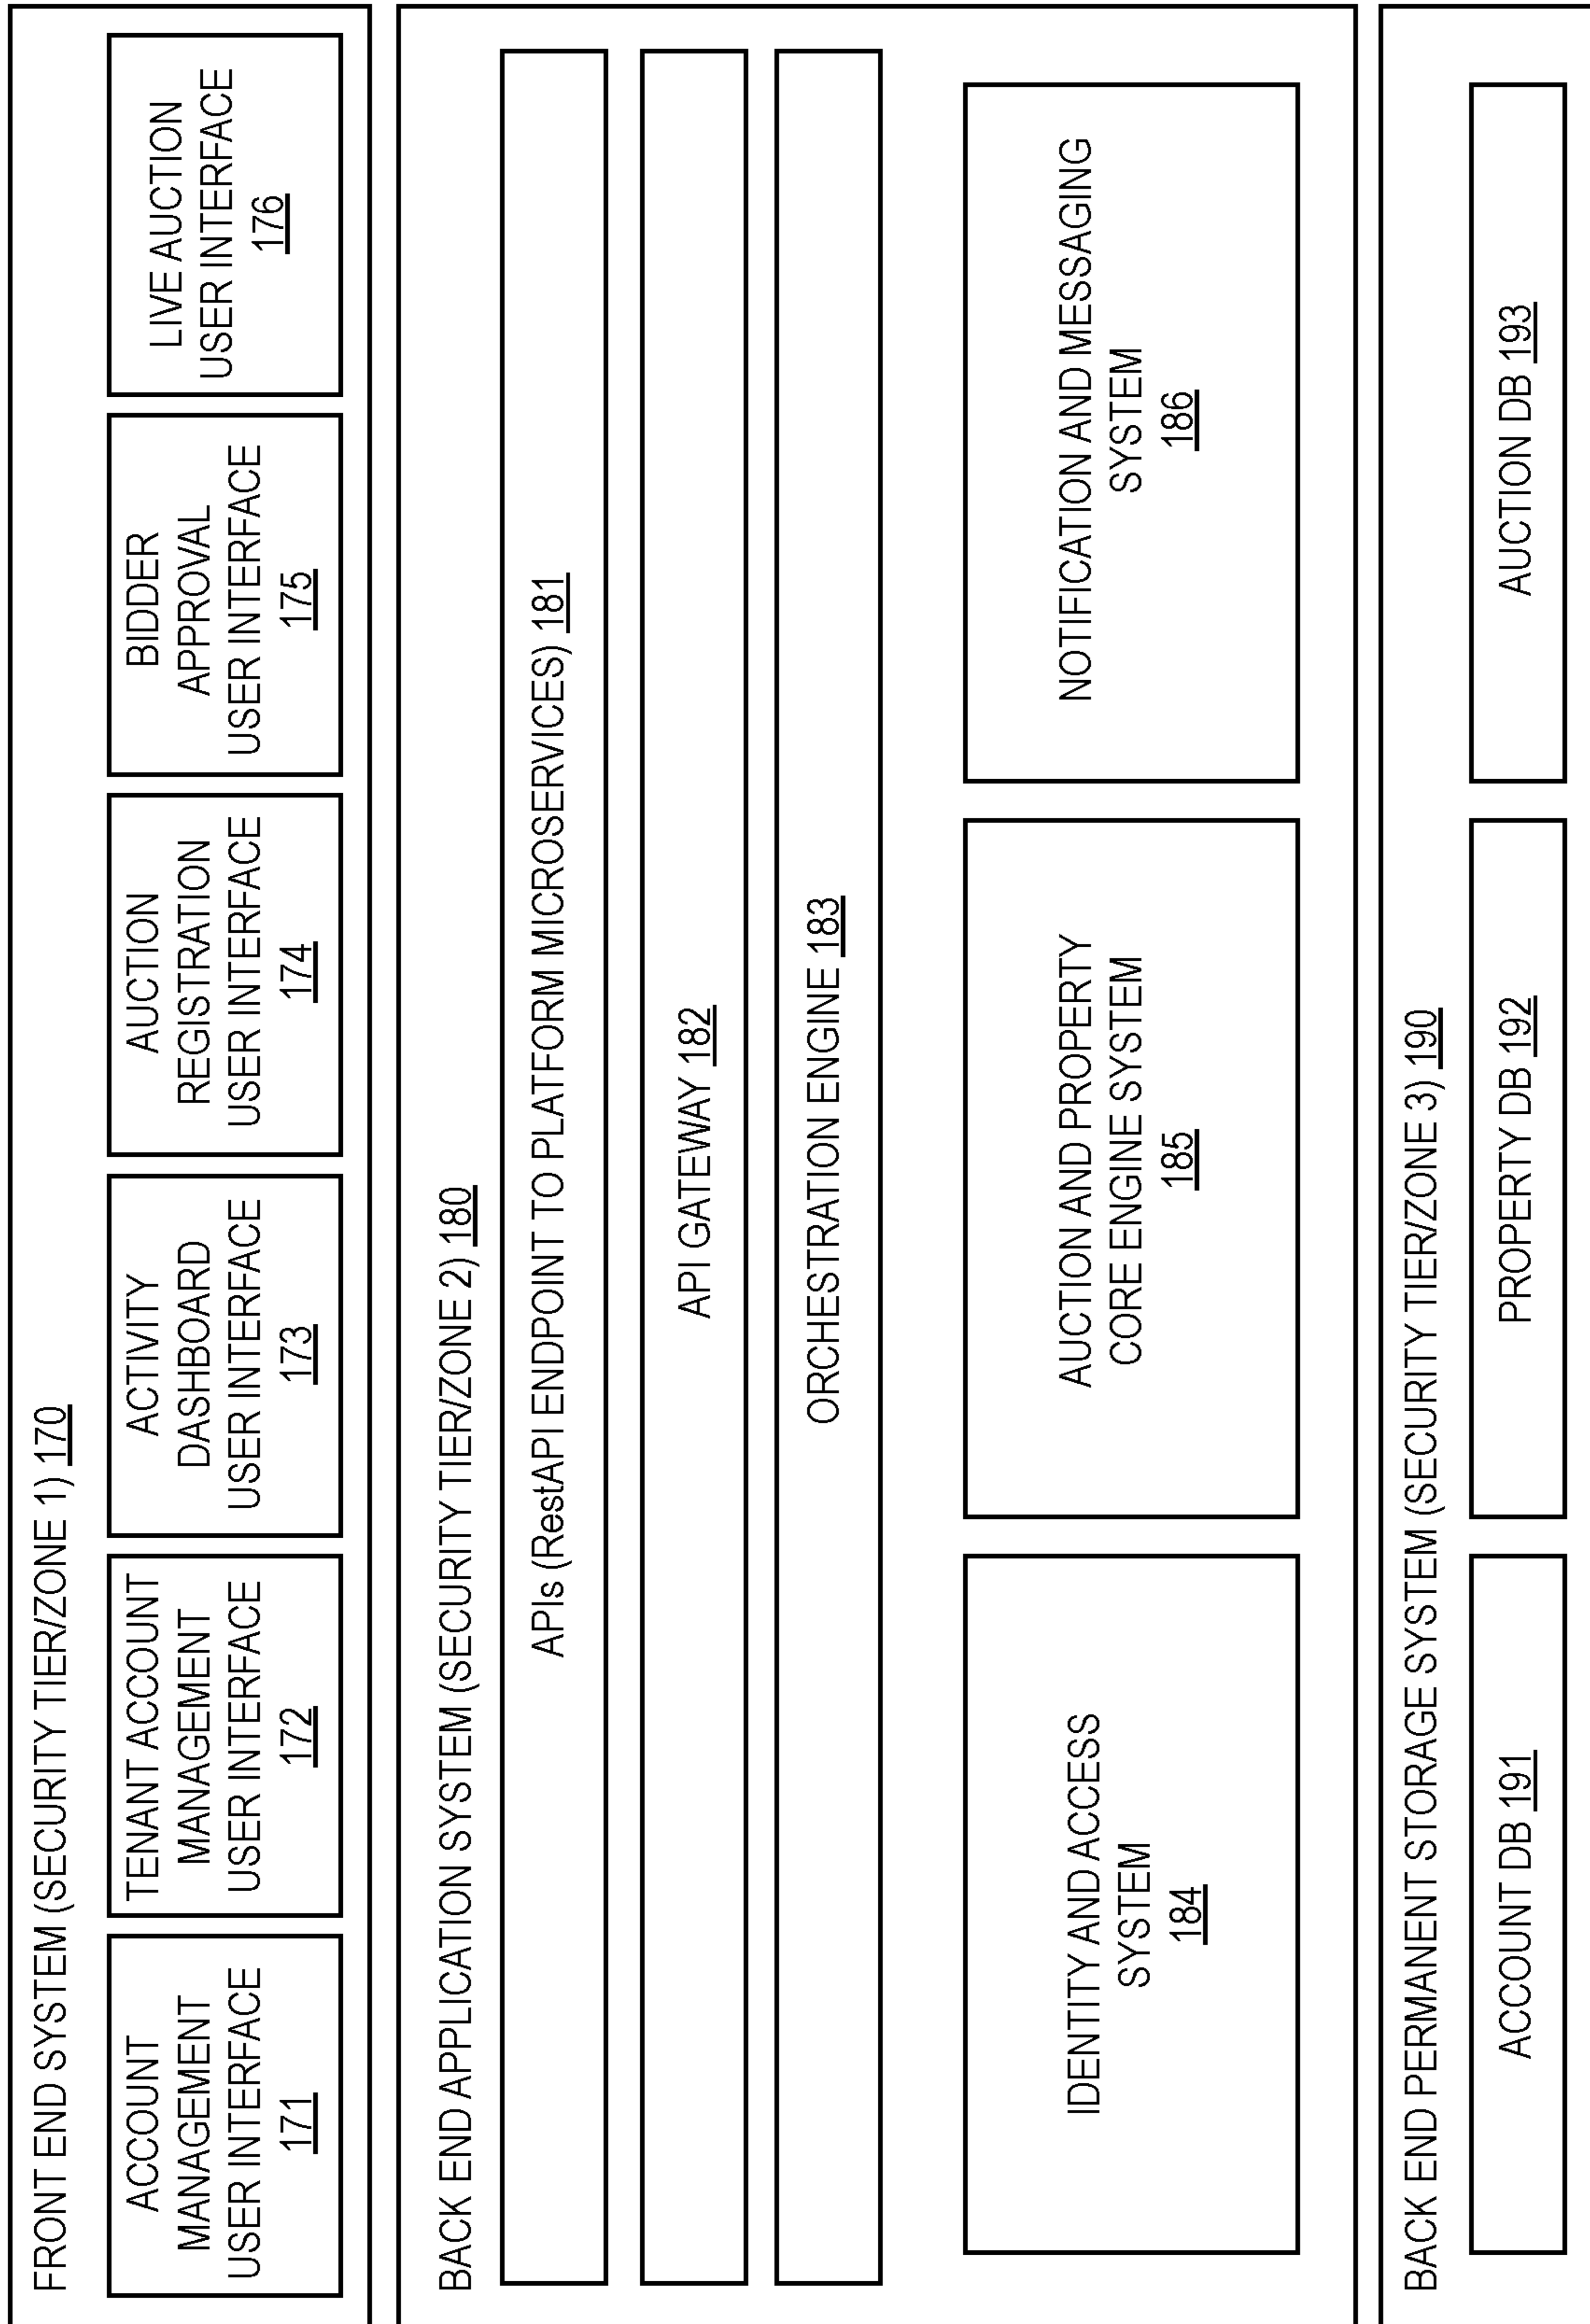 FRONT END SYSTEM (SECURITY TIER/ZONE 1) 170
ACCOUNT
MANAGEMENT
USER INTERFACE
171
TENANT ACCOUNT
MANAGEMENT
USER INTERFACE
172
ACTIVITY
DASHBOARD
USER INTERFACE
173
AUCTION
REGISTRATION
USER INTERFACE
174
BIDDER
APPROVAL
USER INTERFACE
175
LIVE AUCTION
USER INTERFACE
176
BACK END APPLICATION SYSTEM (SECURITY TIER/ZONE 2) 180
APIs (RestAPI ENDPOINT TO PLATFORM MICROSERVICES) 181
API GATEWAY 182
ORCHESTRATION ENGINE 183
IDENTITY AND ACCESS
SYSTEM
184
AUCTION AND PROPERTY
CORE ENGINE SYSTEM
185
NOTIFICATION AND MESSAGING
SYSTEM
186
BACK END PERMANENT STORAGE SYSTEM (SECURITY TIER/ZONE 3) 190
ACCOUNT DB 191
PROPERTY DB 192
AUCTION DB 193